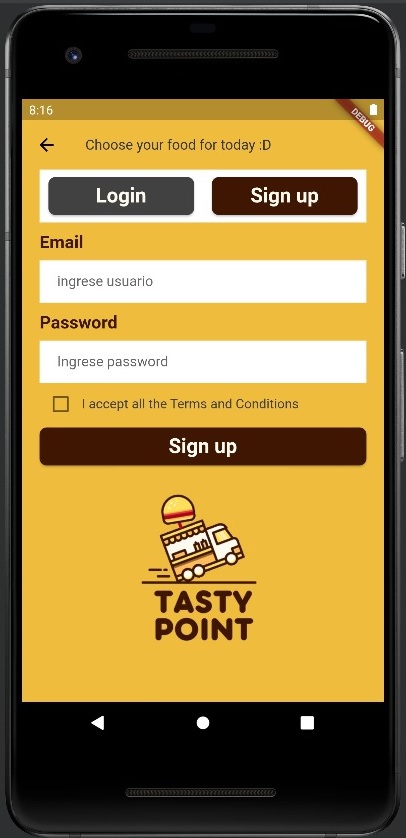 8:16
DEBUG
Choose your food for today :D
Login
Sign up
Email
ingrese usuario
Password
Ingrese password
I accept all the Terms and Conditions
Sign up
TASTY
POINT